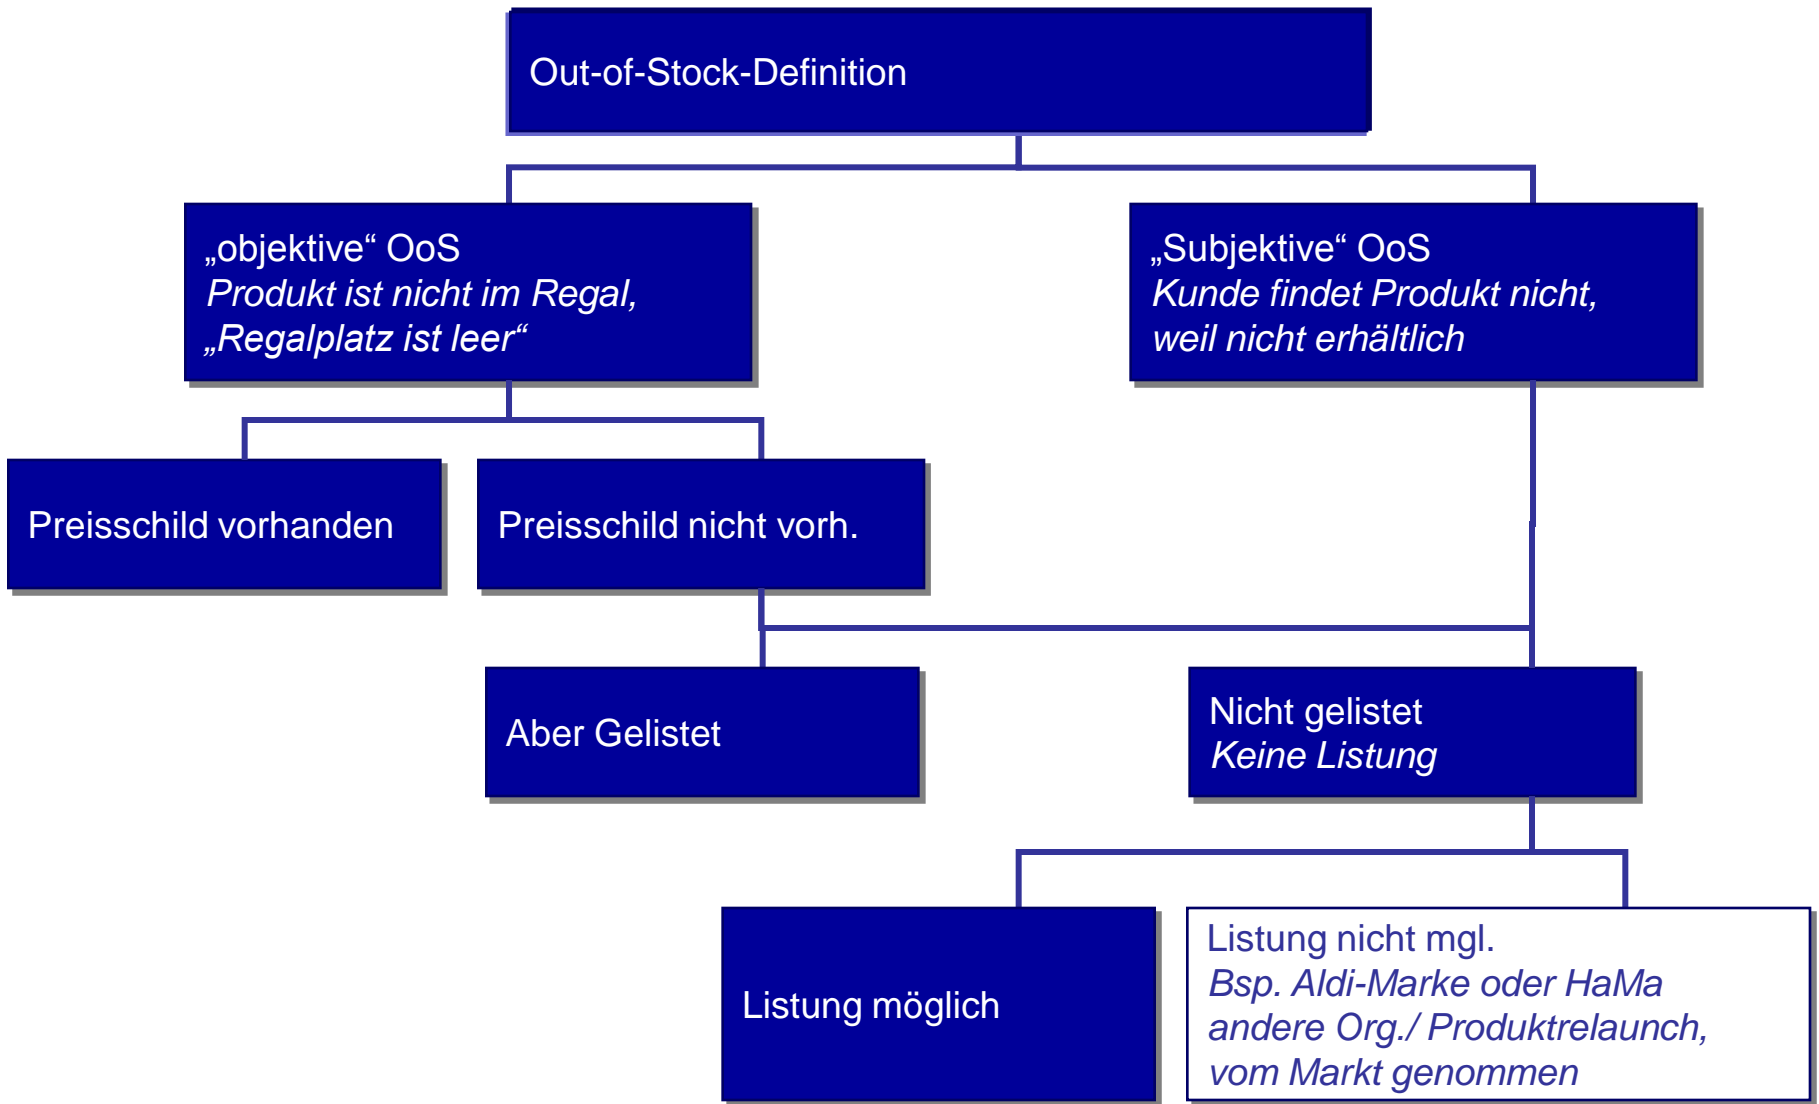 Out-of-Stock-Definition
„objektive“ OoS
Produkt ist nicht im Regal,
„Regalplatz ist leer“
„Subjektive“ OoS
Kunde findet Produkt nicht,
weil nicht erhältlich
Preisschild vorhanden
Preisschild nicht vorh.
Aber Gelistet
Nicht gelistet
Keine Listung
Listung möglich
Listung nicht mgl.
Bsp. Aldi-Marke oder HaMa
andere Org./ Produktrelaunch,
vom Markt genommen